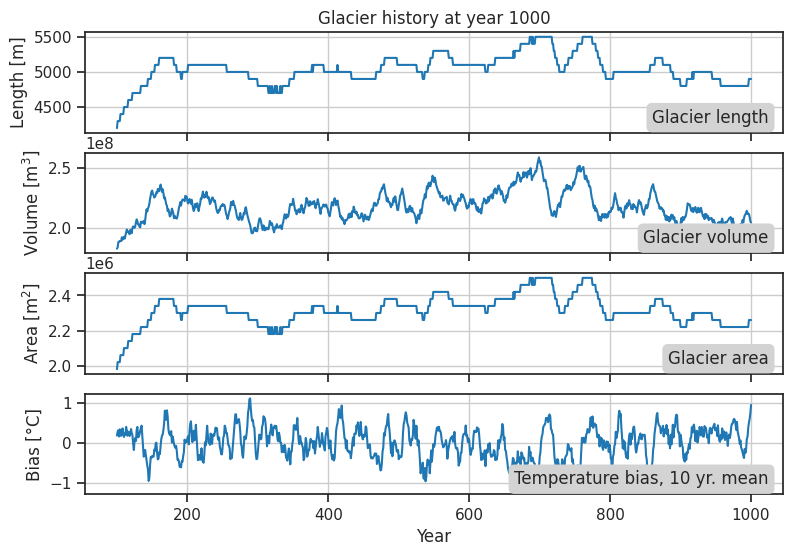 Glacier history at year 1000
5500
5000
4500
Length [m]
Glacier length
1e8
2.5
2.0
Volume [m³]
Glacier volume
1e6
2.4
2.2
2.0
Area [m²]
Glacier area
1
0
−1
Bias [°C]
Temperature bias, 10 yr. mean
200 400 600 800 1000
Year